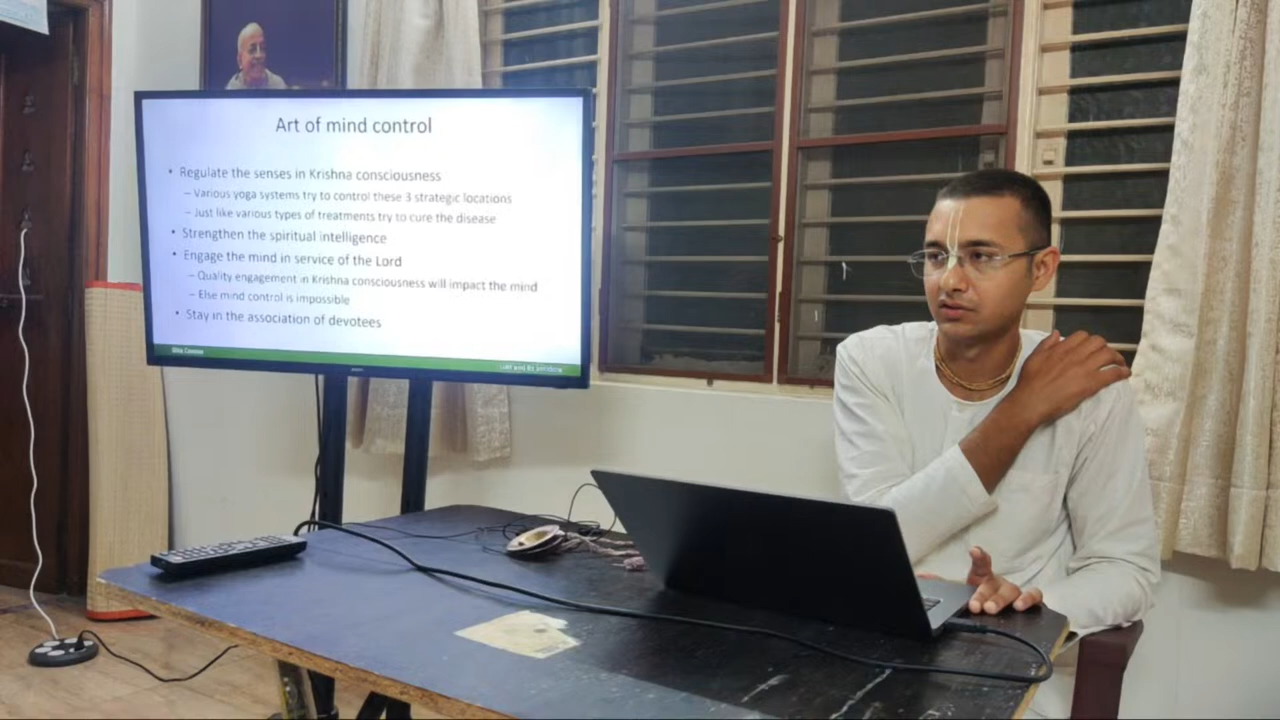 Art of mind control
• Regulate the senses in Krishna consciousness
– Various yoga systems try to control these 3 strategic locations
– Just like various types of treatments try to cure the disease
• Strengthen the spiritual intelligence
• Engage the mind in service of the Lord
– Quality engagement in Krishna consciousness will impact the mind
– Else mind control is impossible
• Stay in the association of devotees